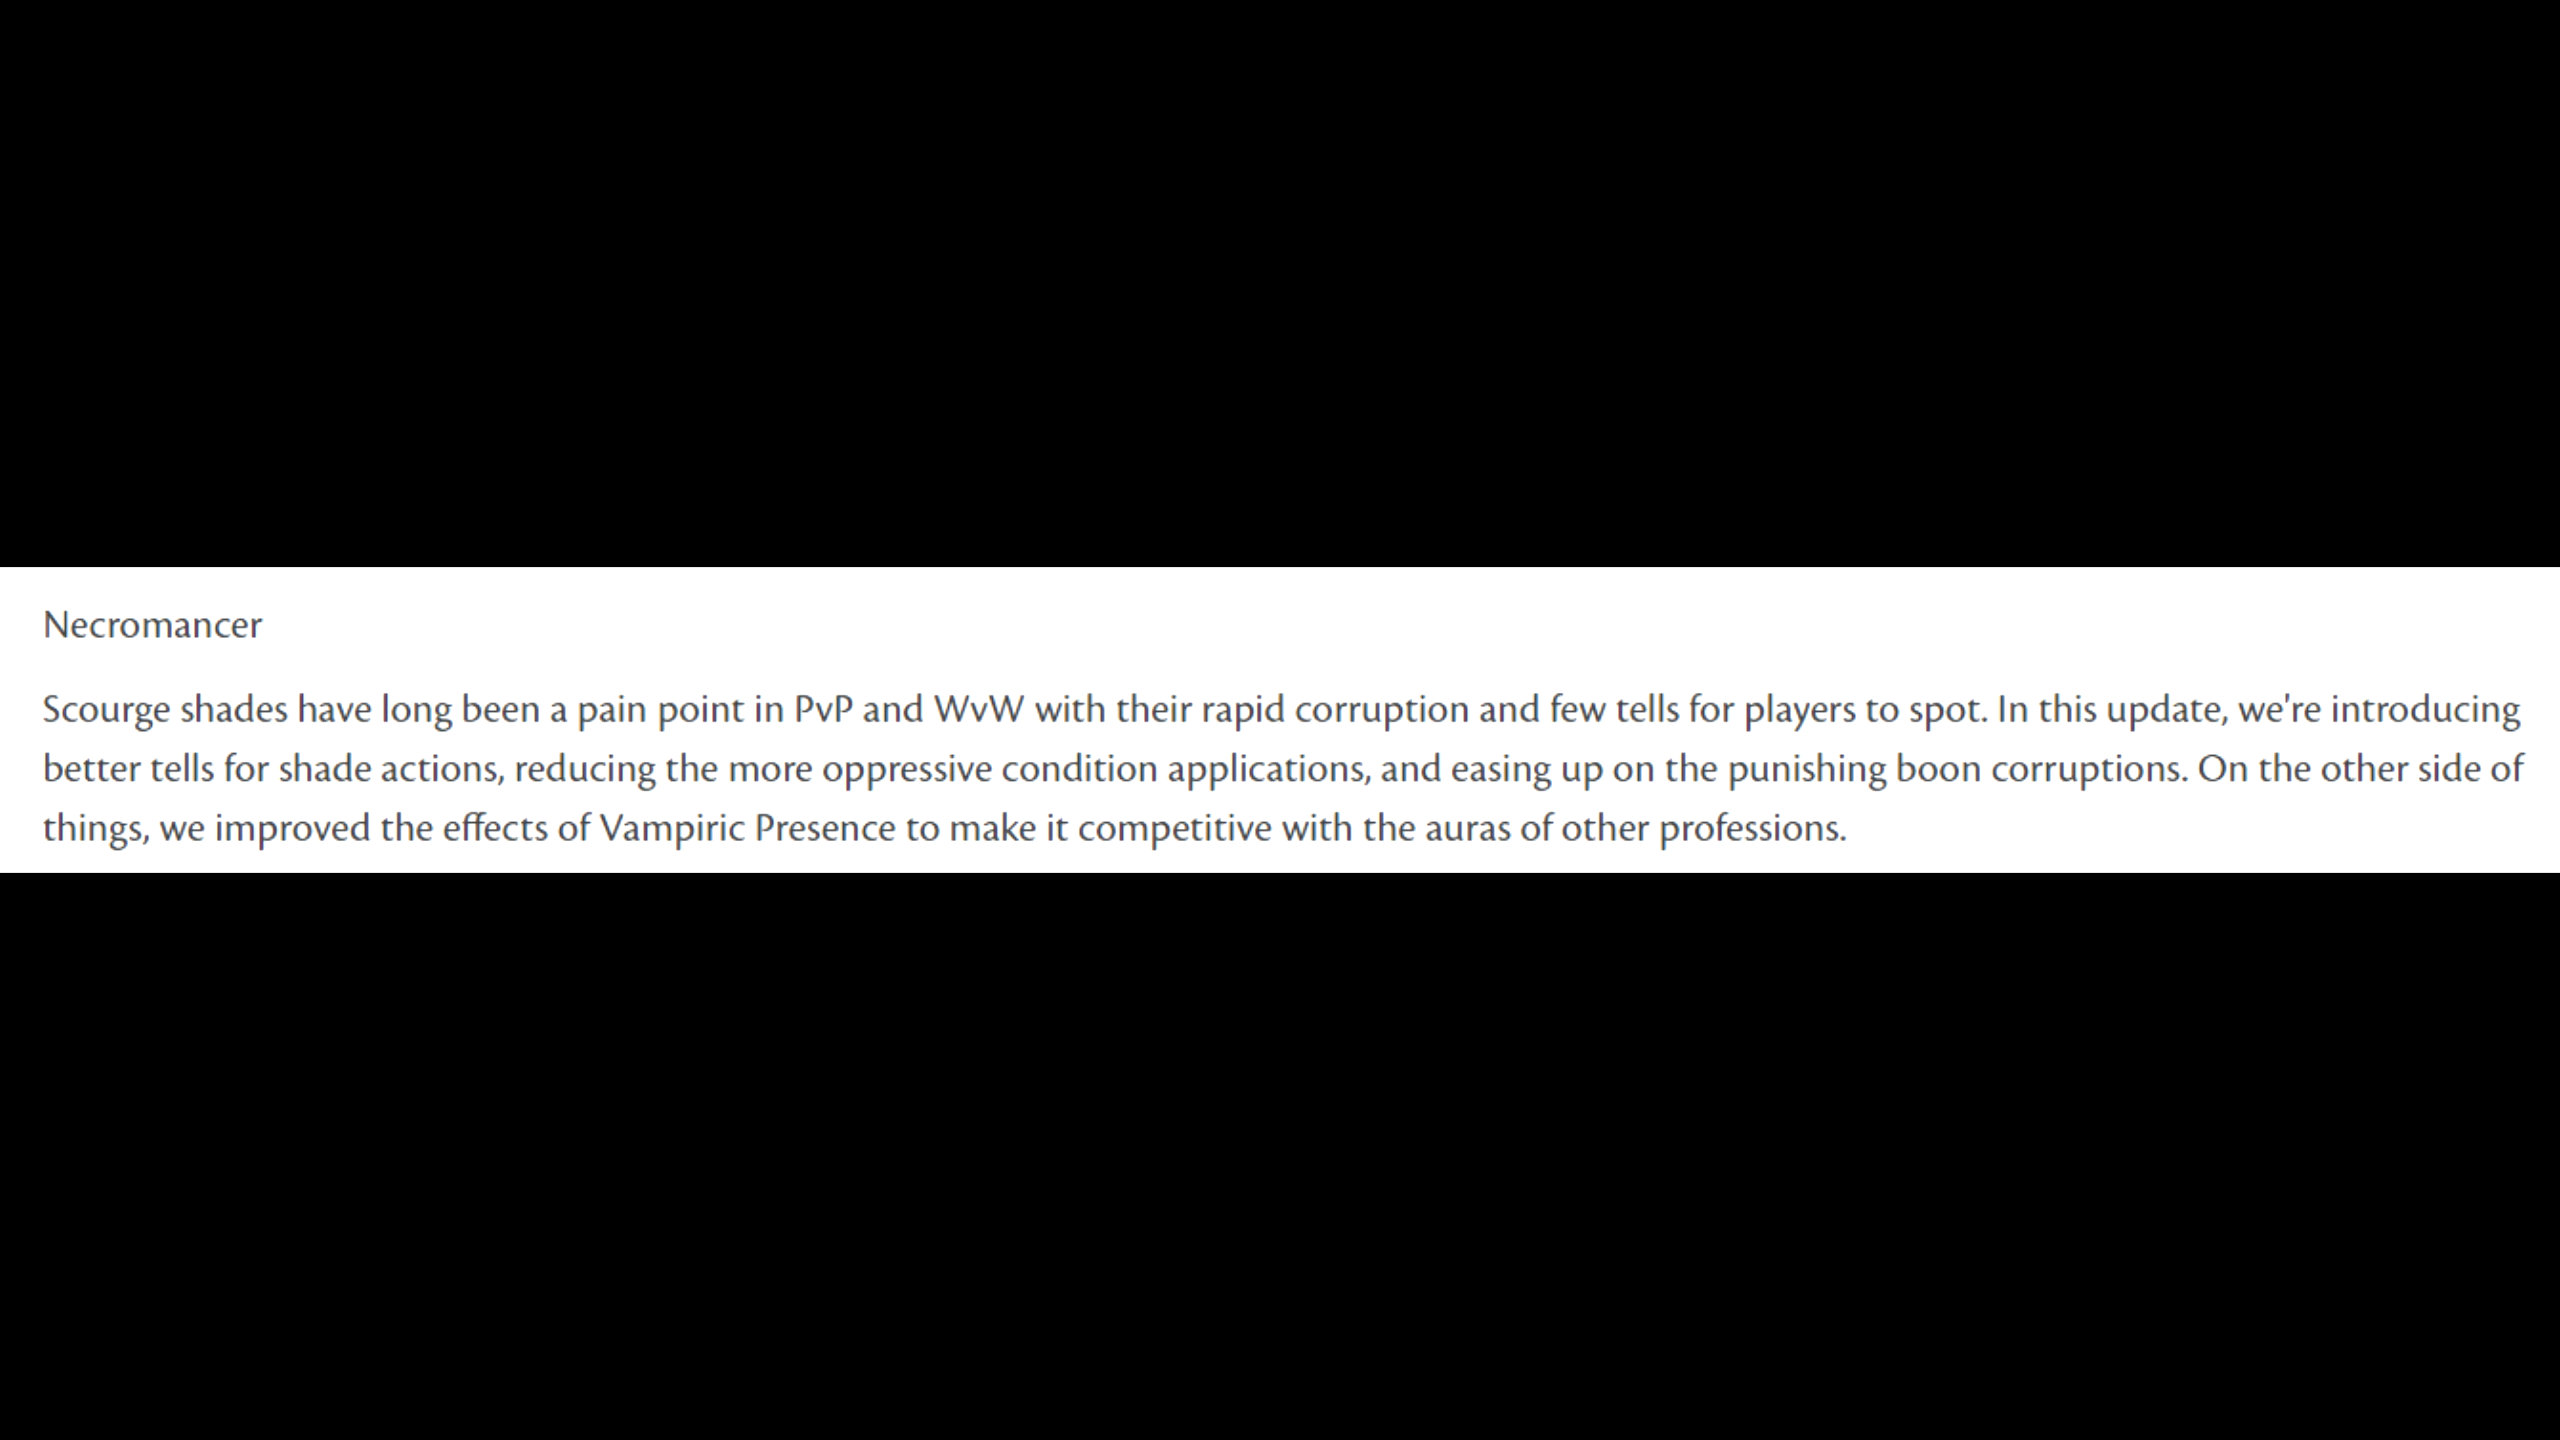 Necromancer
Scourge shades have long been a pain point in PvP and WvW with their rapid corruption and few tells for players to spot. In this update, we're introducing
better tells for shade actions, reducing the more oppressive condition applications, and easing up on the punishing boon corruptions. On the other side of
things, we improved the effects of Vampiric Presence to make it competitive with the auras of other professions.